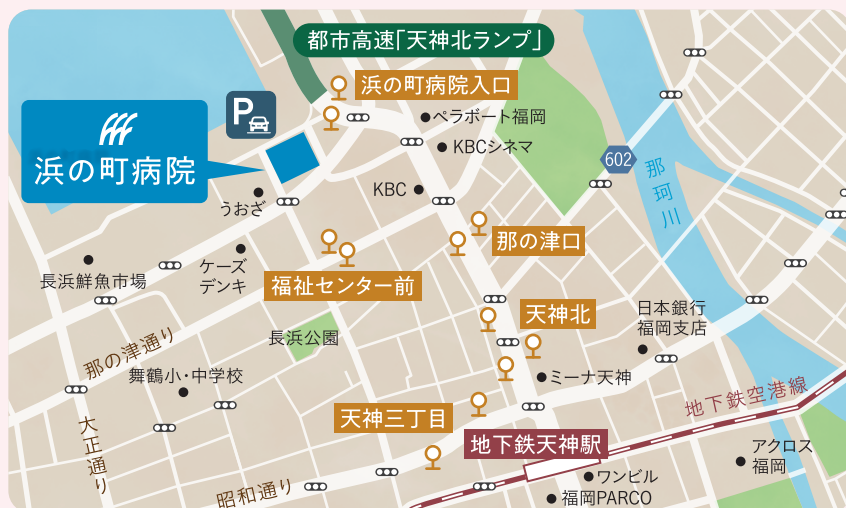 都市高速「天神北ランプ」
浜の町病院入口
P
ペラボート福岡
浜の町病院
KBCシネマ
602
那珂川
KBC
うおざ
那の津口
長浜鮮魚市場
ケーズ
デンキ
福祉センター前
天神北
日本銀行
福岡支店
長浜公園
那の津通り
舞鶴小・中学校
ミーナ天神
天神三丁目
地下鉄空港線
大正通り
地下鉄天神駅
アクロス
福岡
ワンビル
昭和通り
福岡PARCO